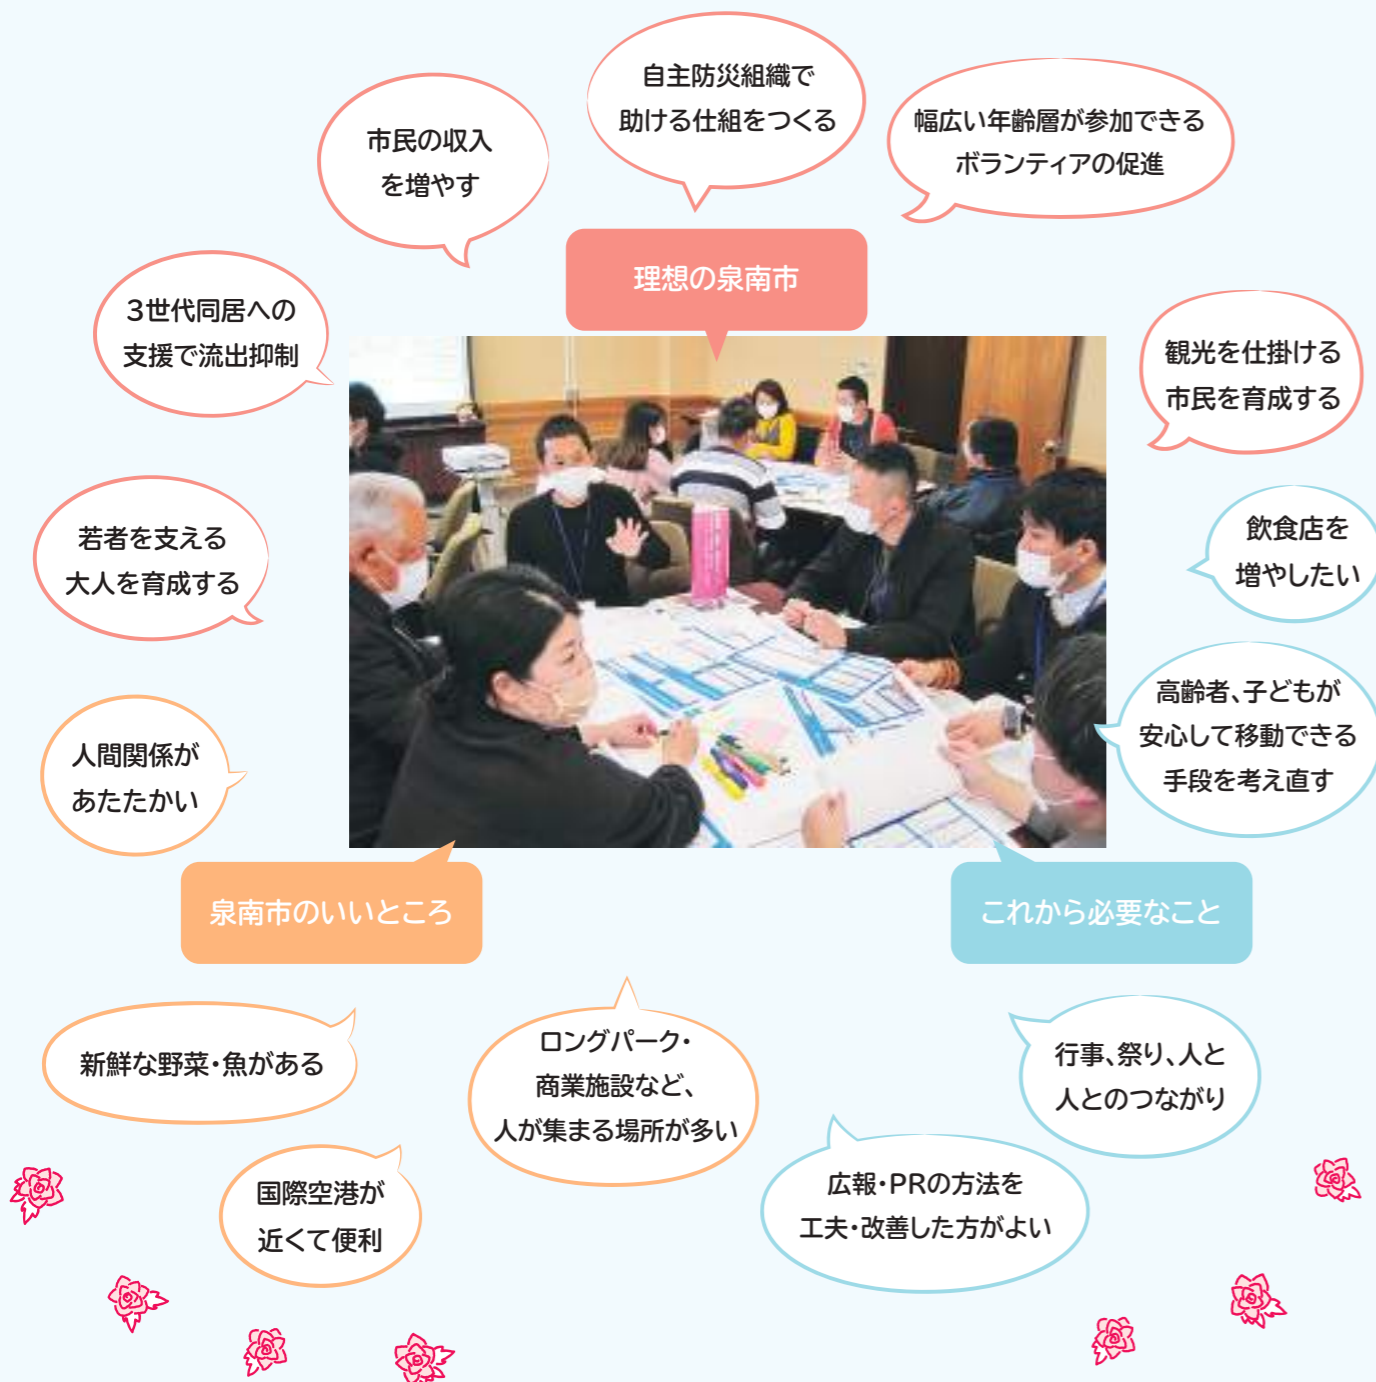 自主防災組織で
助ける仕組をつくる
幅広い年齢層が参加できる
ボランティアの促進
市民の収入
を増やす
理想の泉南市
3世代同居への
支援で流出抑制
観光を仕掛ける
市民を育成する
若者を支える
大人を育成する
飲食店を
増やしたい
高齢者、子どもが
安心して移動できる
手段を考え直す
人間関係が
あたたかい
泉南市のいいところ
これから必要なこと
新鮮な野菜・魚がある
ロングパーク・
商業施設など、
人が集まる場所が多い
行事、祭り、人と
人とのつながり
国際空港が
近くて便利
広報・PRの方法を
工夫・改善した方がよい